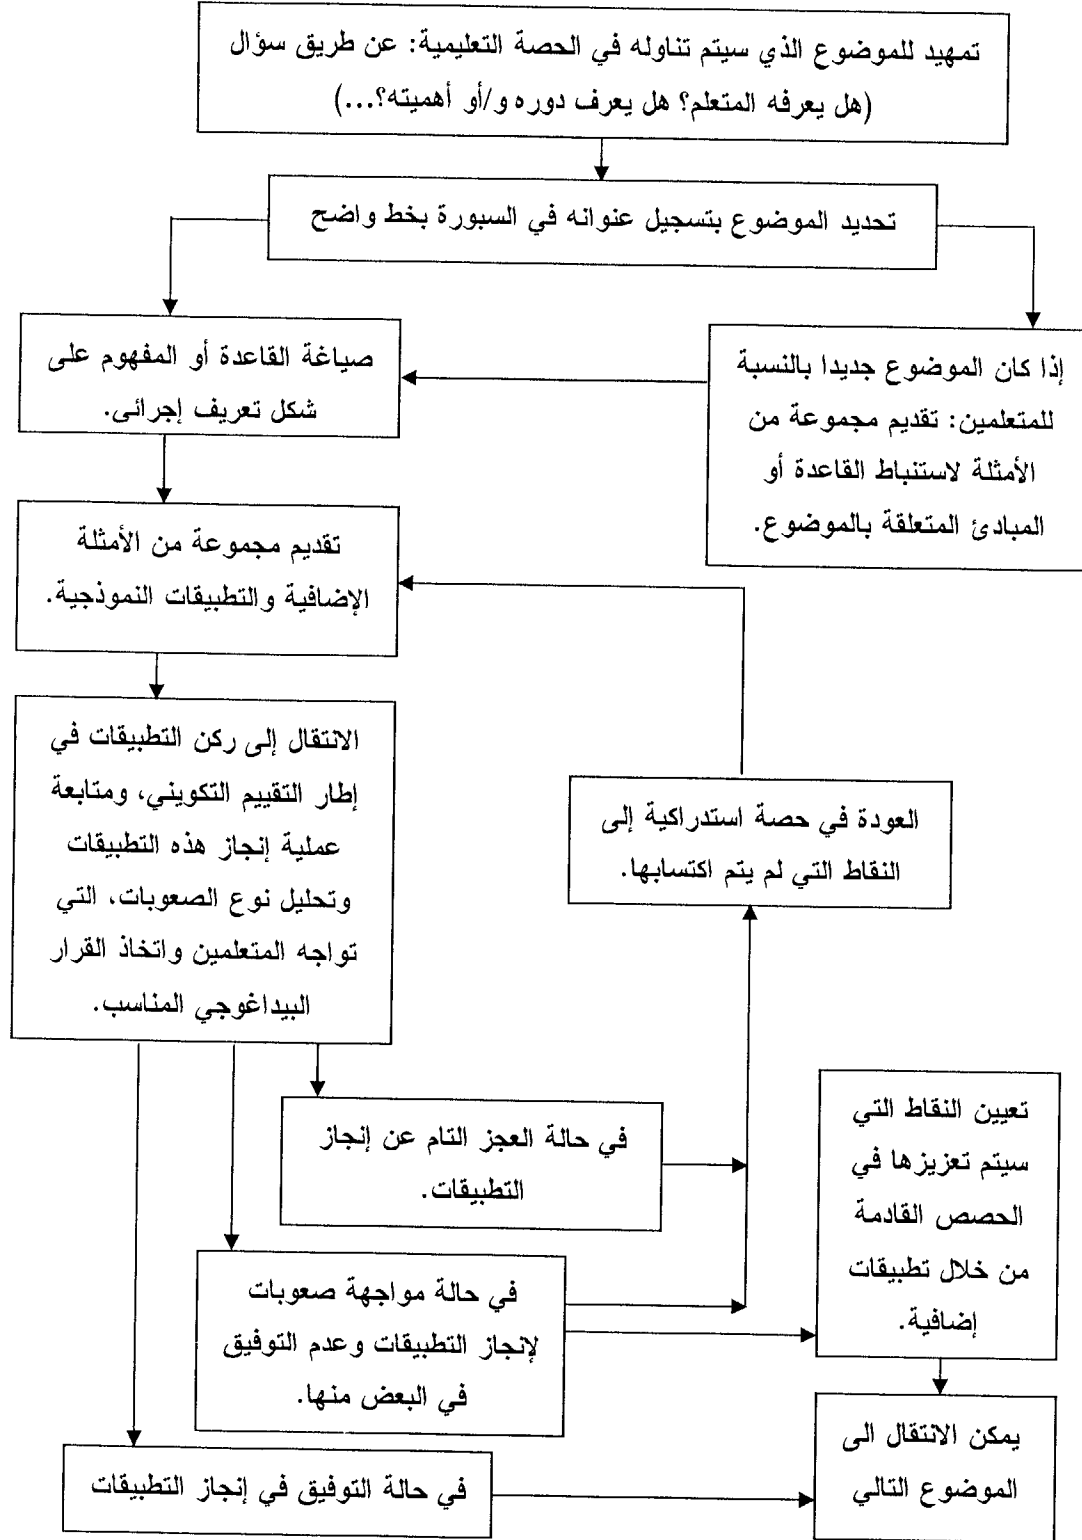 تمهيد للموضوع الذي سيتم تناوله في الحصة التعليمية: عن طريق سؤال
(هل يعرفه المتعلم؟ هل يعرف دوره و/أو أهميته؟...)
تحديد الموضوع بتسجيل عنوانه في السبورة بخط واضح
إذا كان الموضوع جديدا بالنسبة
للمتعلمين: تقديم مجموعة من
الأمثلة لاستنباط القاعدة أو
المبادئ المتعلقة بالموضوع.
صياغة القاعدة أو المفهوم على
شكل تعريف إجرائى.
تقديم مجموعة من الأمثلة
الإضافية والتطبيقات النموذجية.
الانتقال إلى ركن التطبيقات في
إطار التقييم التكويني، ومتابعة
عملية إنجاز هذه التطبيقات
وتحليل نوع الصعوبات، التي
تواجه المتعلمين واتخاذ القرار
البيداغوجي المناسب.
العودة في حصة استدراكية إلى
النقاط التي لم يتم اكتسابها.
في حالة العجز التام عن إنجاز
التطبيقات.
تعيين النقاط التي
سيتم تعزيزها في
الحصص القادمة
من خلال تطبيقات
إضافية.
في حالة مواجهة صعوبات
لإنجاز التطبيقات وعدم التوفيق
في البعض منها.
يمكن الانتقال الى
الموضوع التالي
في حالة التوفيق في إنجاز التطبيقات